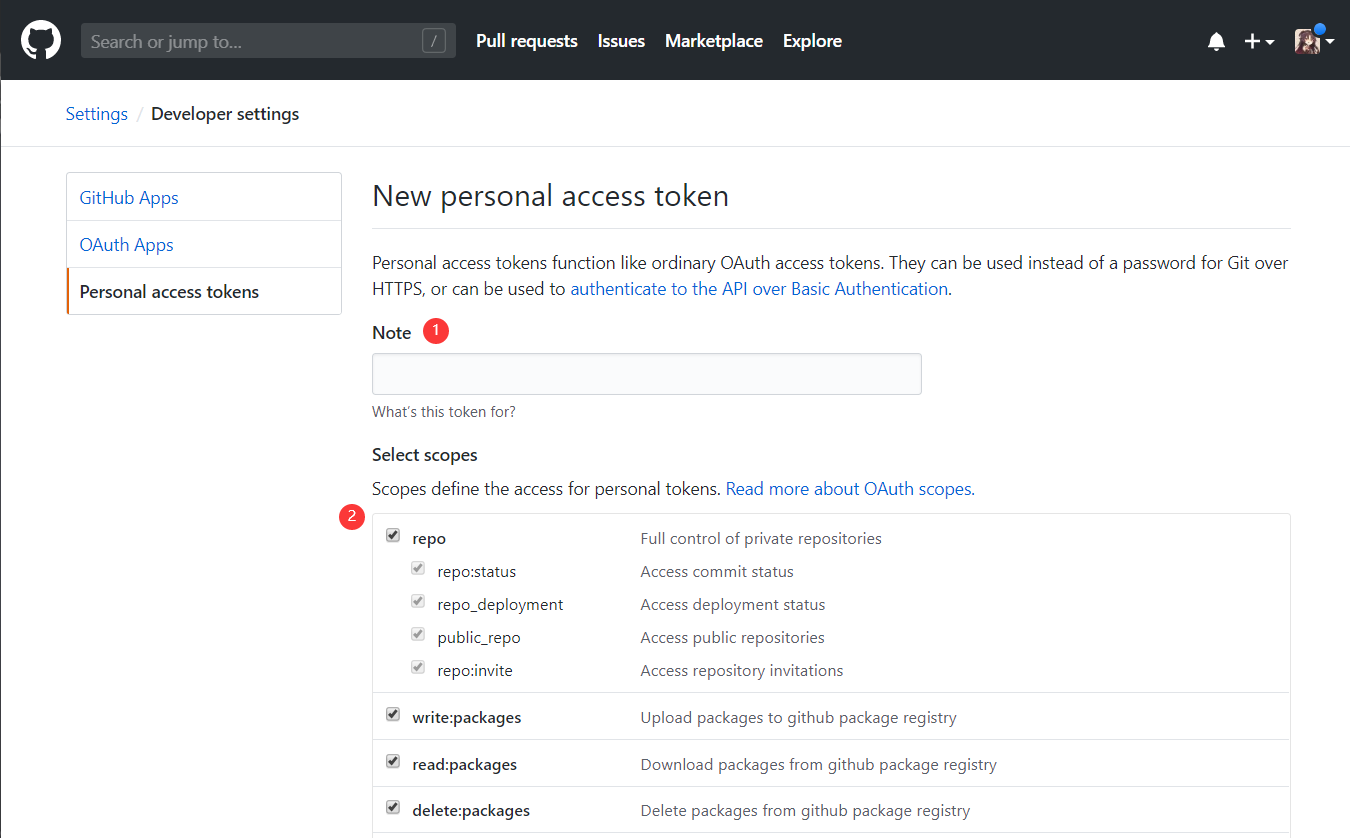 Search or jump to... /
Pull requests Issues Marketplace Explore
Settings / Developer settings
GitHub Apps
OAuth Apps
Personal access tokens
New personal access token
Personal access tokens function like ordinary OAuth access tokens. They can be used instead of a password for Git over
HTTPS, or can be used to authenticate to the API over Basic Authentication.
Note 1
What's this token for?
Select scopes
Scopes define the access for personal tokens. Read more about OAuth scopes.
2
repo Full control of private repositories
repo:status Access commit status
repo_deployment Access deployment status
public_repo Access public repositories
repo:invite Access repository invitations
write:packages Upload packages to github package registry
read:packages Download packages from github package registry
delete:packages Delete packages from github package registry